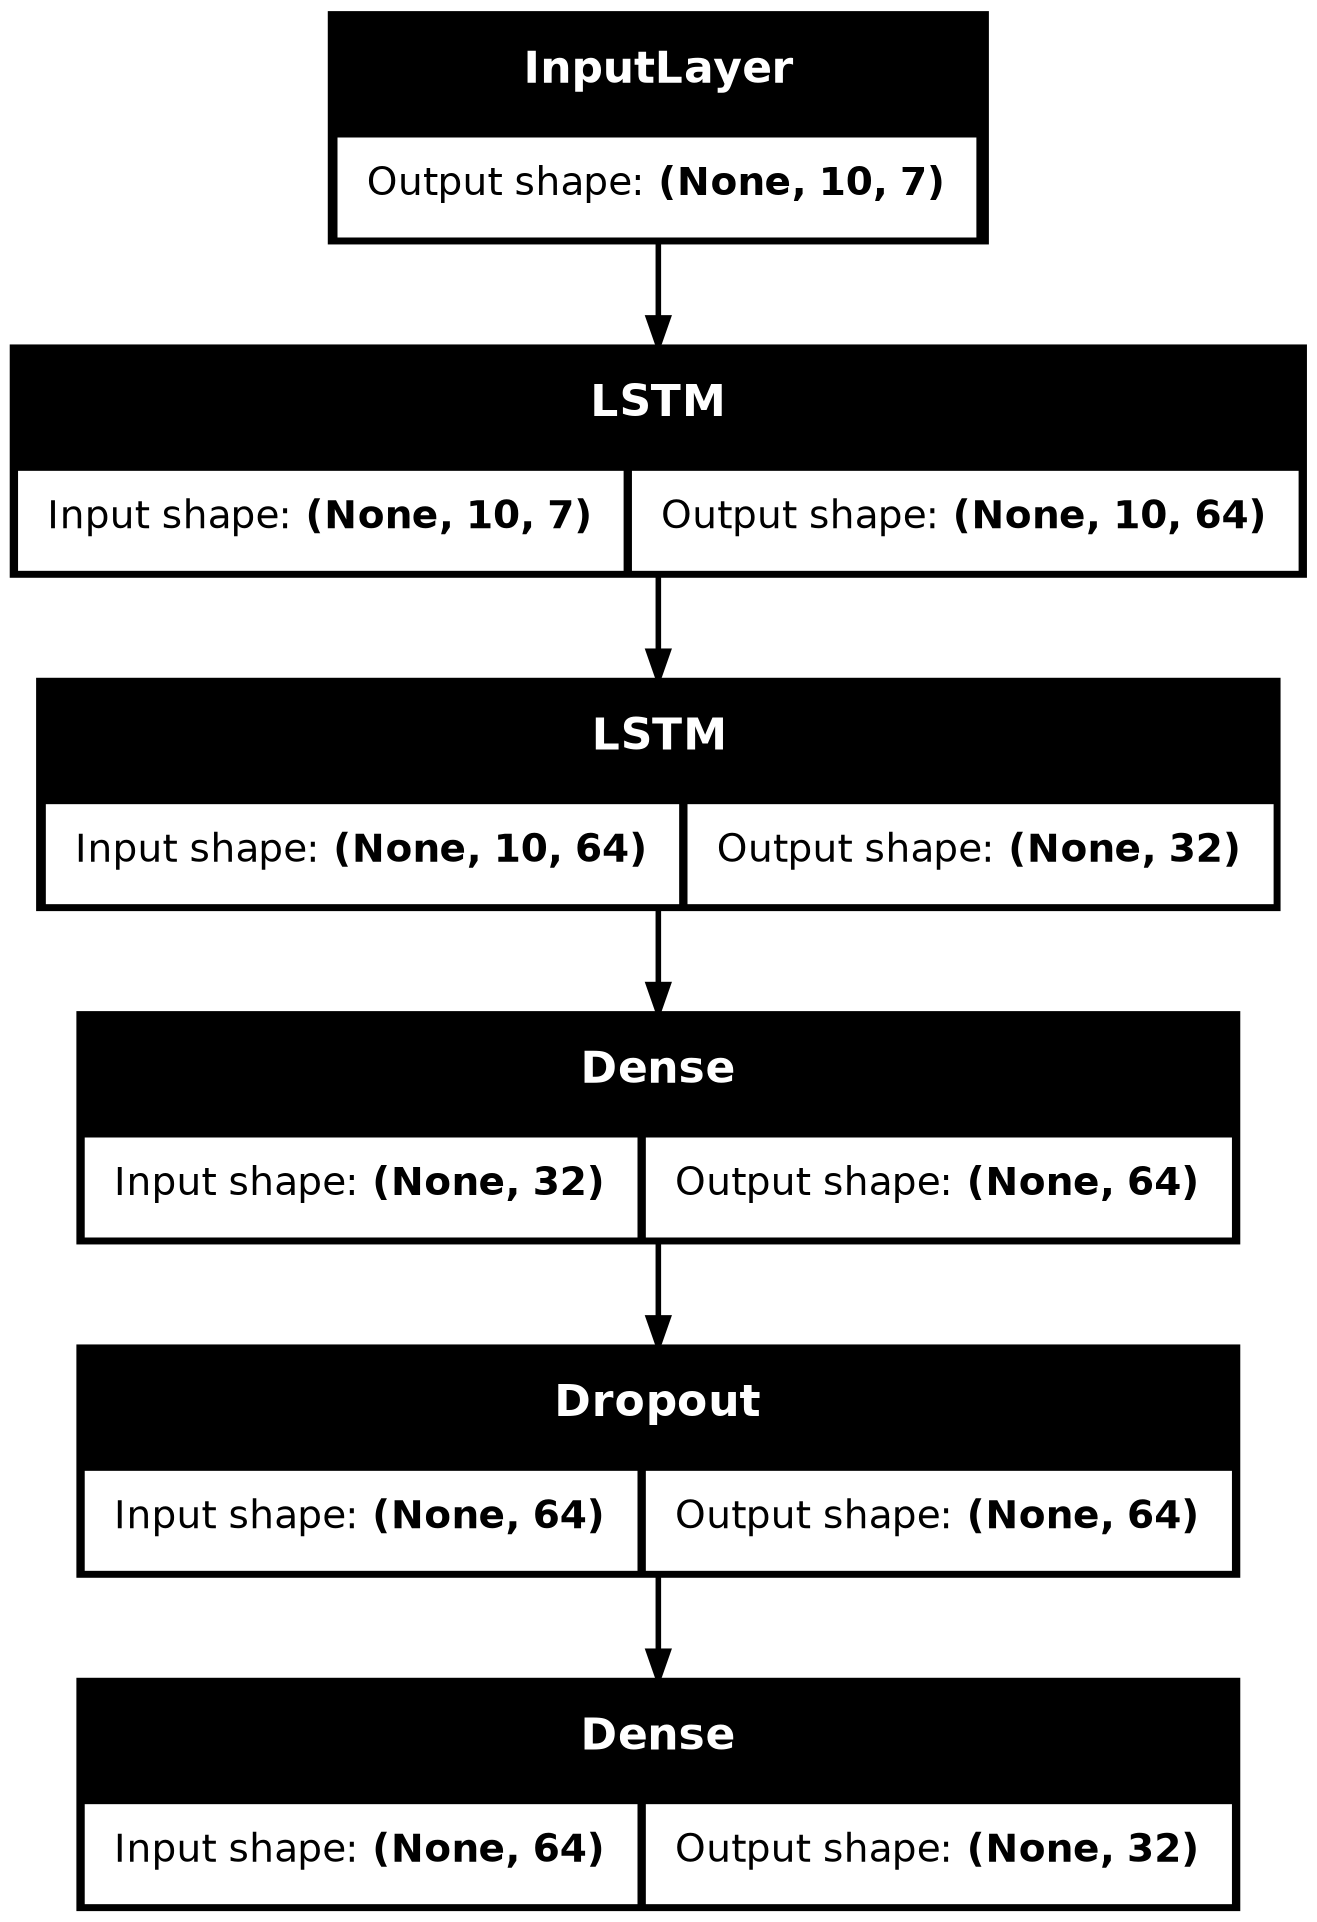 InputLayer
Output shape: (None, 10, 7)
LSTM
Input shape: (None, 10, 7) Output shape: (None, 10, 64)
LSTM
Input shape: (None, 10, 64) Output shape: (None, 32)
Dense
Input shape: (None, 32) Output shape: (None, 64)
Dropout
Input shape: (None, 64) Output shape: (None, 64)
Dense
Input shape: (None, 64) Output shape: (None, 32)